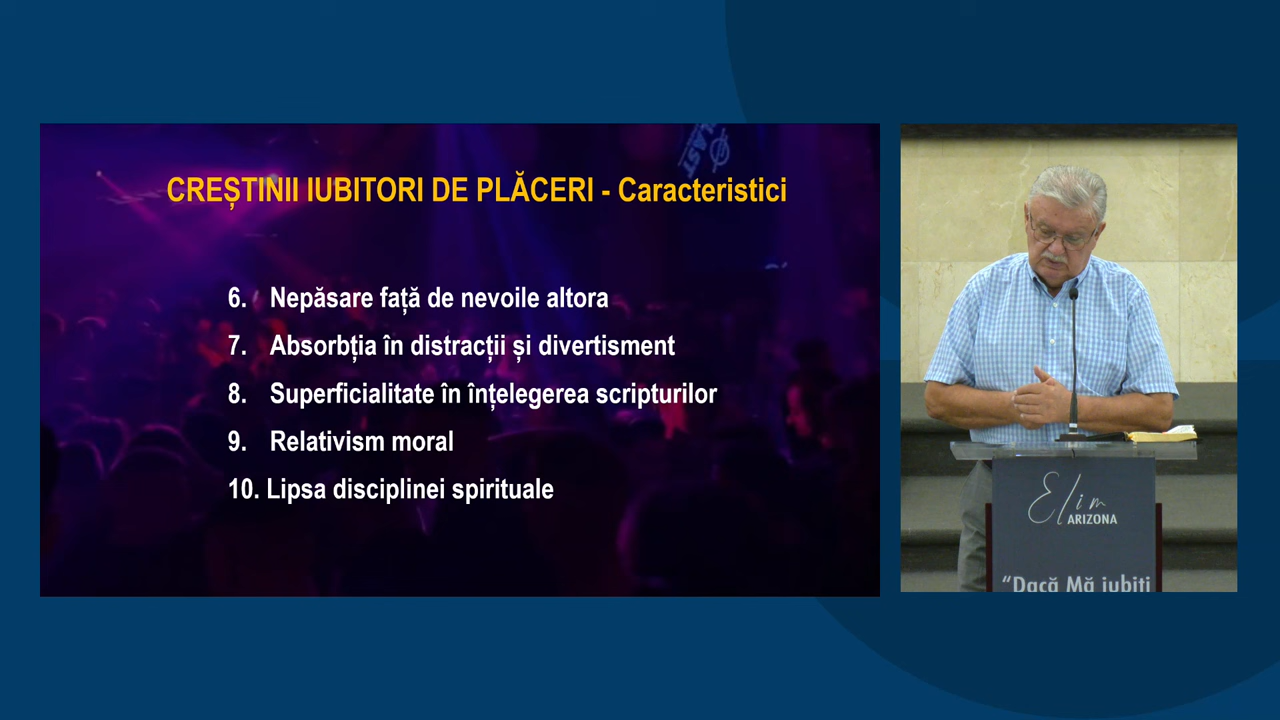 CREȘTINII IUBITORI DE PLĂCERI - Caracteristici
6. Nepăsare față de nevoile altora
7. Absorbția în distracții și divertisment
8. Superficialitate în înțelegerea scripturilor
9. Relativism moral
10. Lipsa disciplinei spirituale
Elim
ARIZONA
“Dacă Mă iubiți